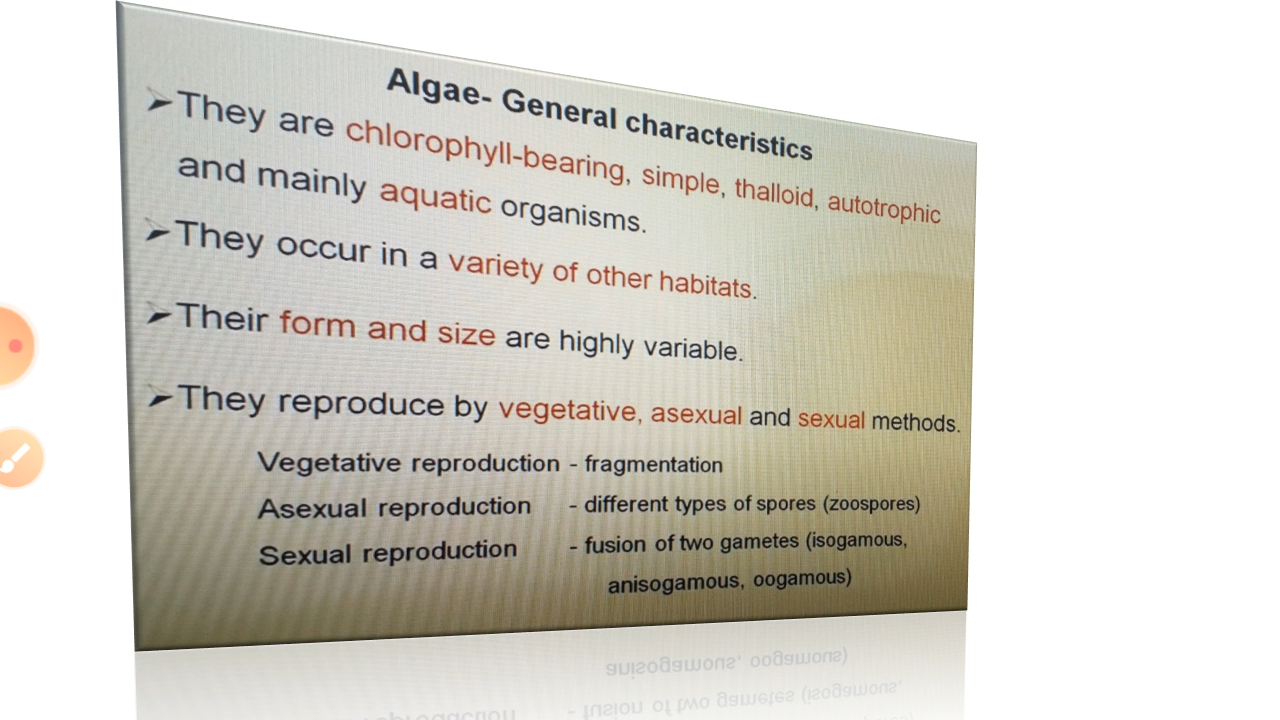 Algae- General characteristics
➢They are chlorophyll-bearing, simple, thalloid, autotrophic
and mainly aquatic organisms.
➢They occur in a variety of other habitats.
➢Their form and size are highly variable.
➢They reproduce by vegetative, asexual and sexual methods.
Vegetative reproduction - fragmentation
Asexual reproduction - different types of spores (zoospores)
Sexual reproduction - fusion of two gametes (isogamous,
anisogamous, oogamous)